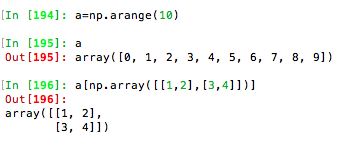 [In [194]: a=np.arange(10)
[In [195]: a
Out[195]: array([0, 1, 2, 3, 4, 5, 6, 7, 8, 9])
[In [196]: a[np.array([[1,2],[3,4]])]
Out[196]:
array([[1, 2],
       [3, 4]])